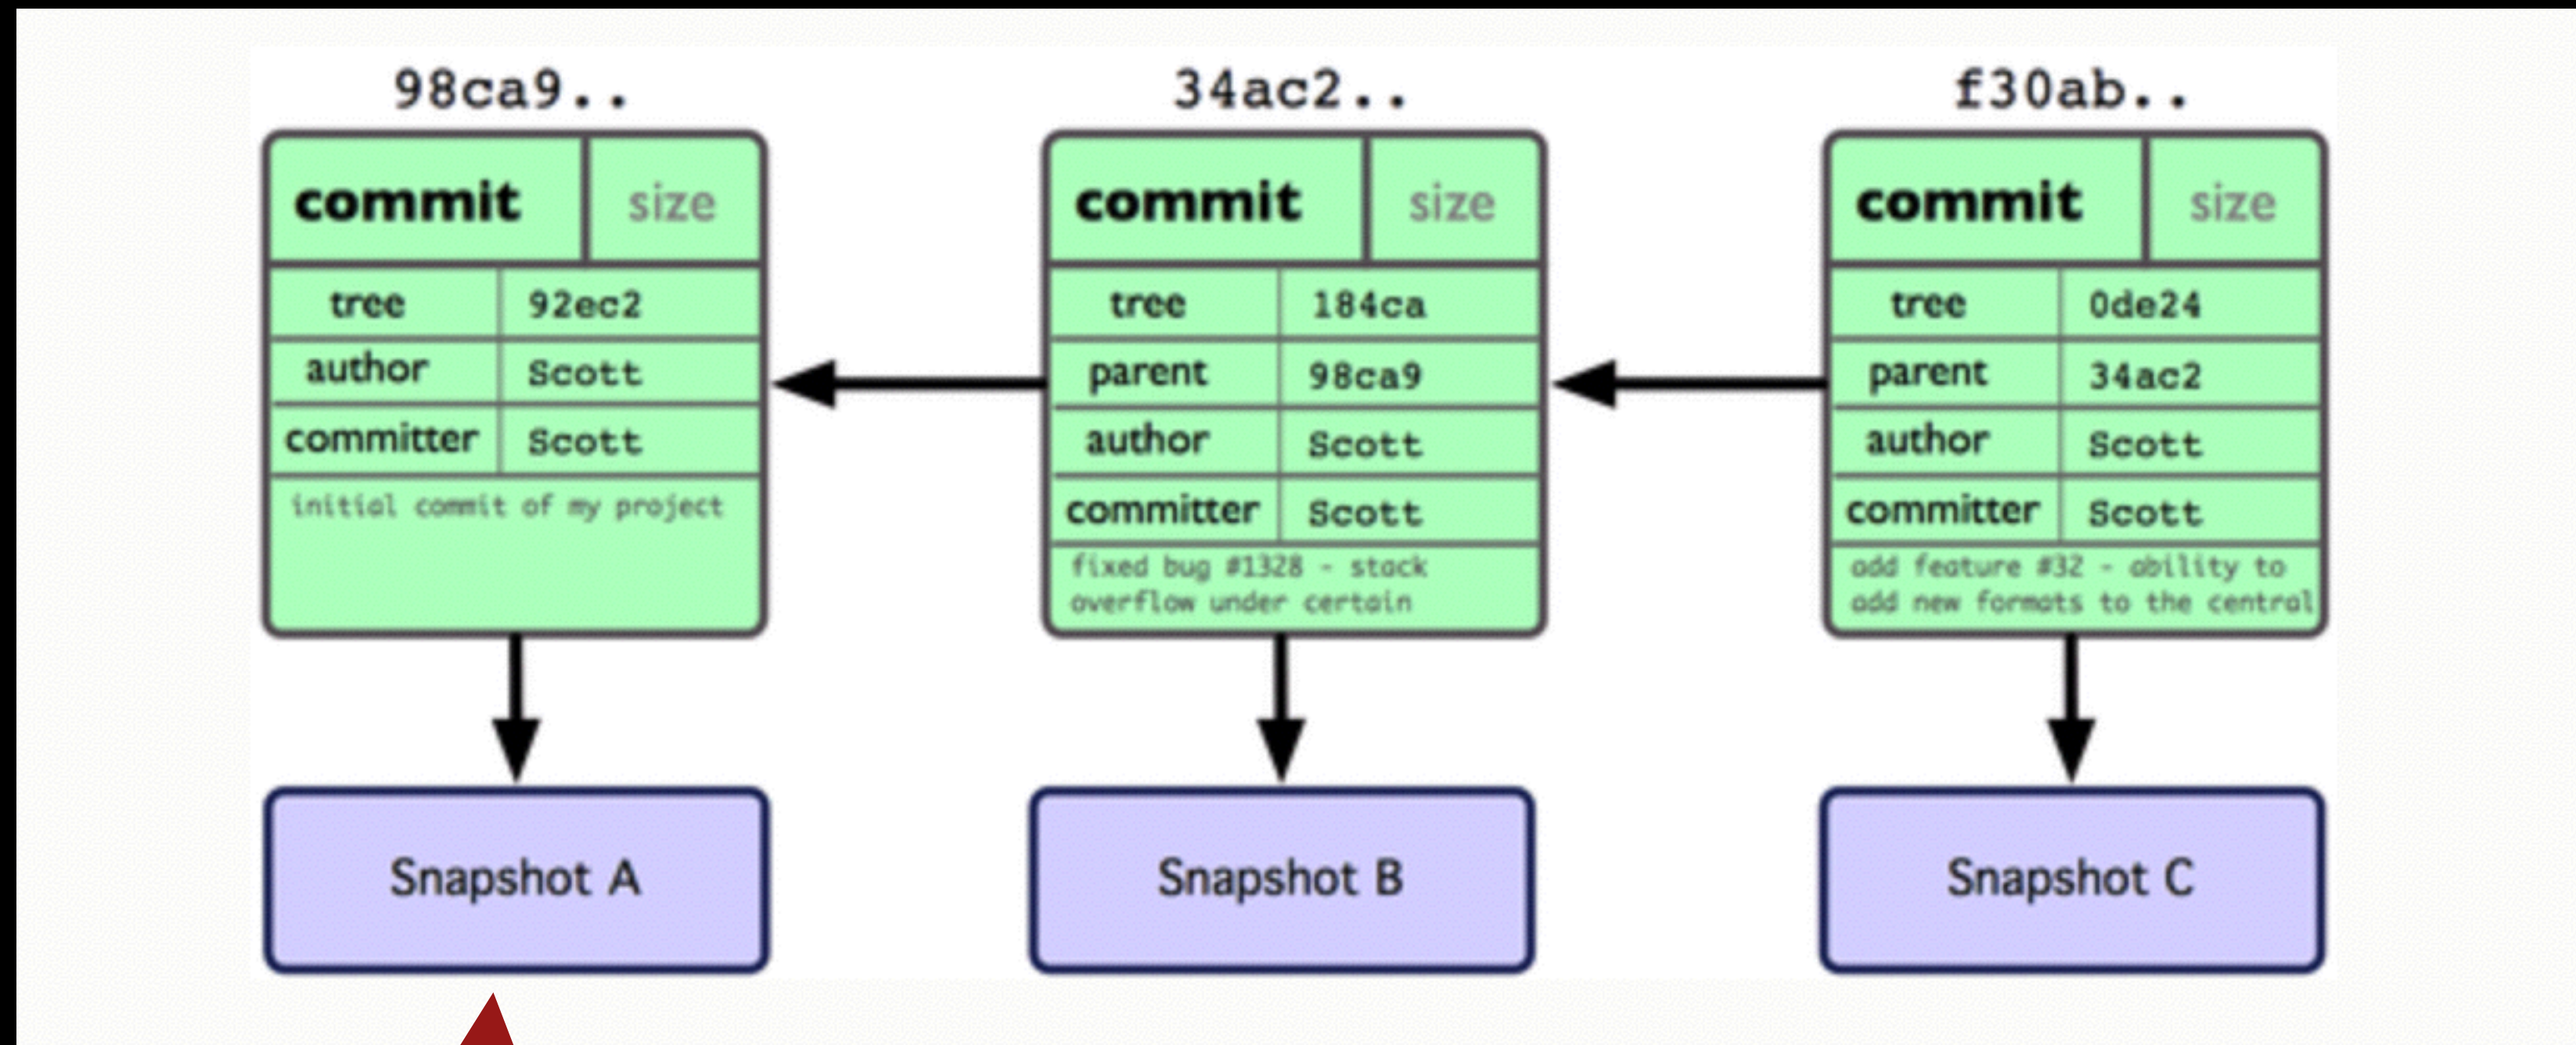 98ca9..
commit size
tree 92ec2
author Scott
committer Scott
initial commit of my project
Snapshot A
34ac2..
commit size
tree 184ca
parent 98ca9
author Scott
committer Scott
fixed bug #1328 - stack
overflow under certain
Snapshot B
f30ab..
commit size
tree 0de24
parent 34ac2
author Scott
committer Scott
add feature #32 - ability to
add new formats to the central
Snapshot C